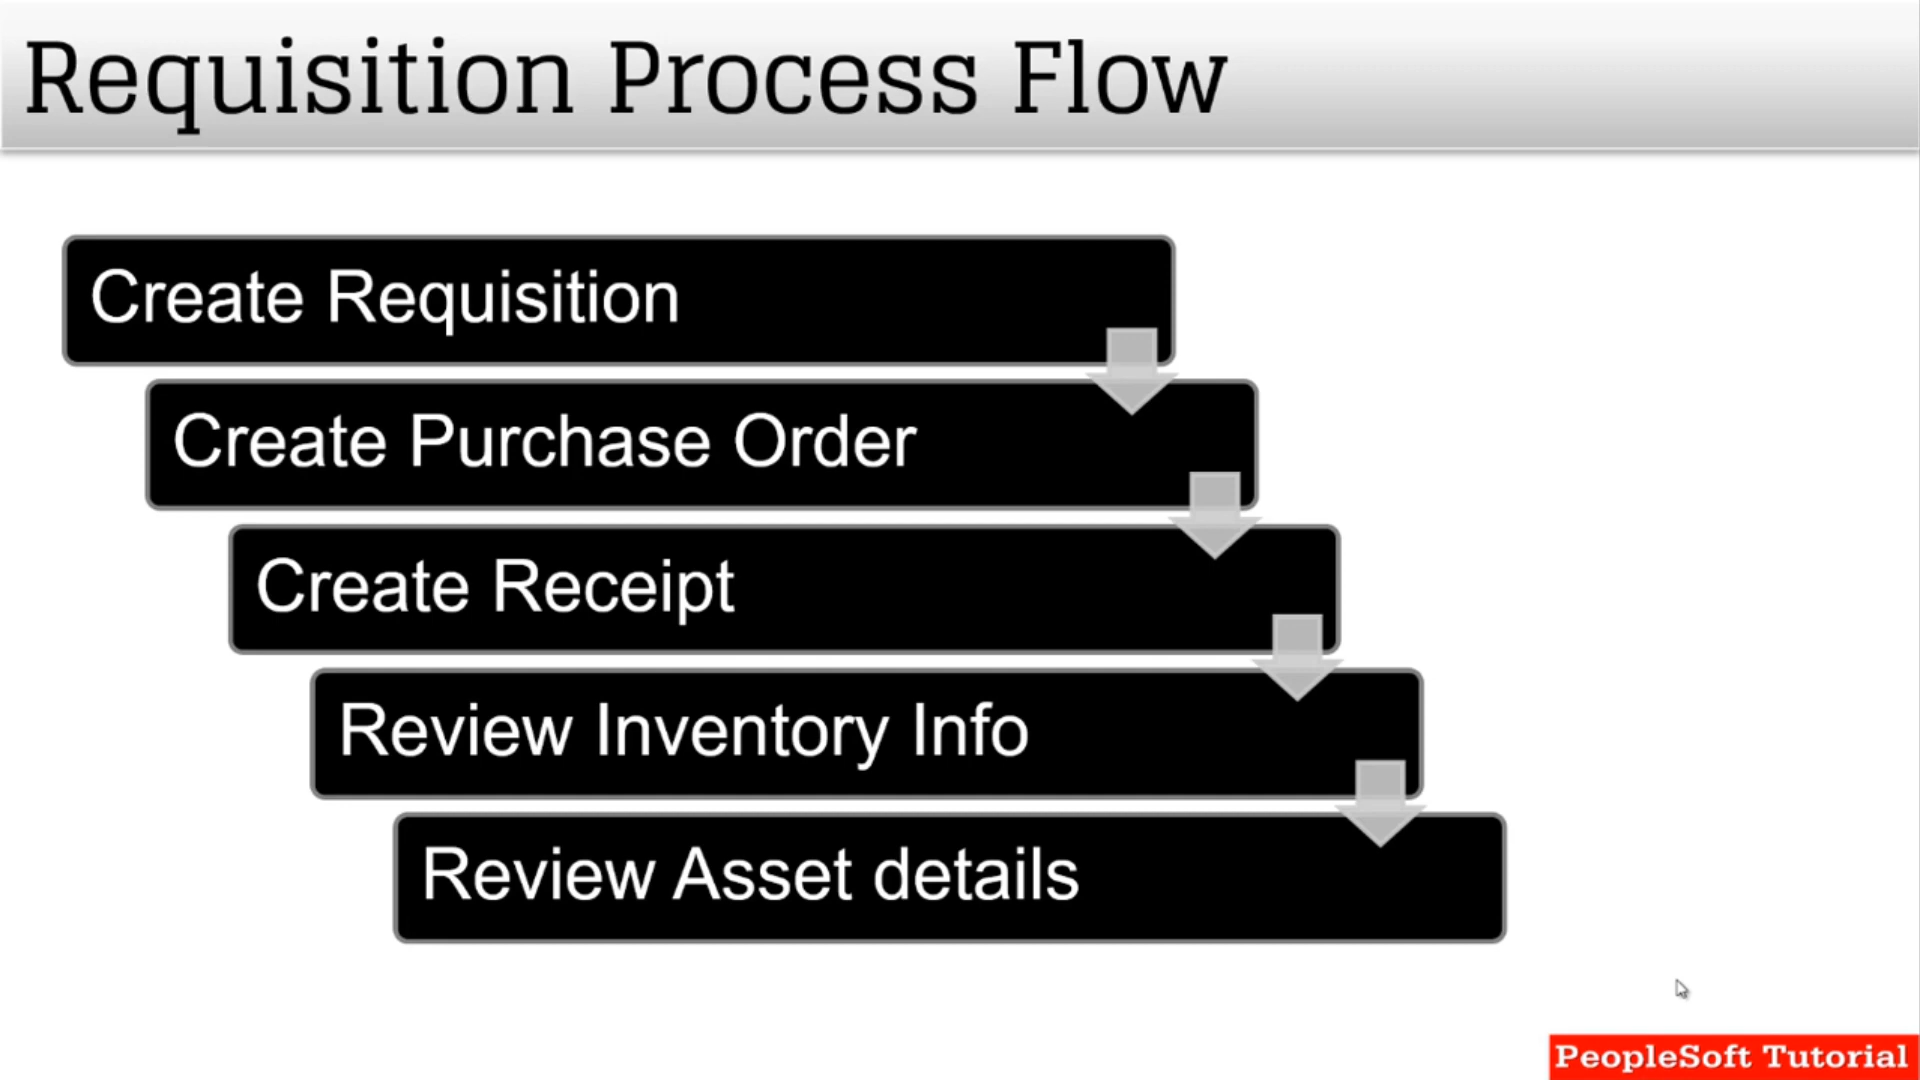 Requisition Process Flow
Create Requisition
Create Purchase Order
Create Receipt
Review Inventory Info
Review Asset details
PeopleSoft Tutorial